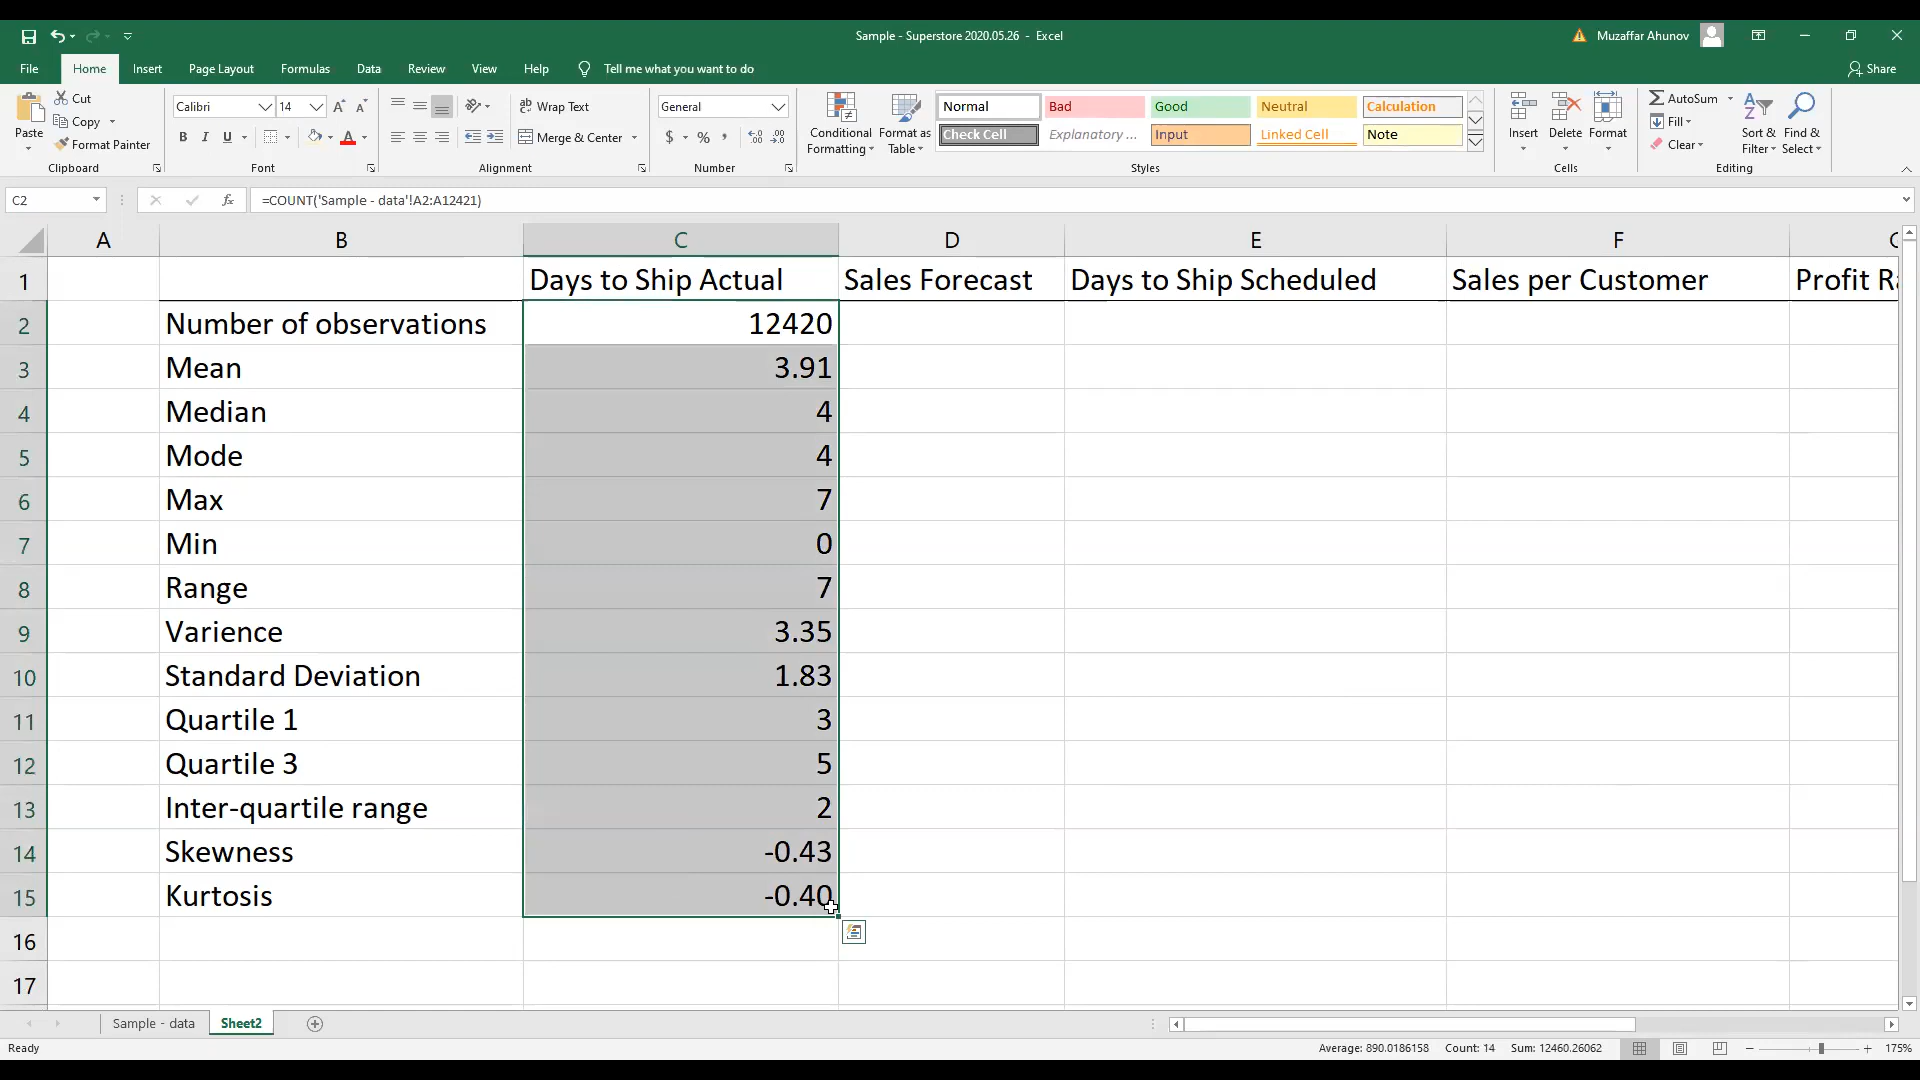 Sample - Superstore 2020.05.26 - Excel
Muzaffar Ahunov
File Home Insert Page Layout Formulas Data Review View Help Tell me what you want to do
Share
Paste
Cut
Copy
Format Painter
Clipboard
Calibri 14
B I U A
Font
Wrap Text
Merge & Center
Alignment
General
$ % ,
Number
Conditional Formatting
Format as Table
Normal Bad Good Neutral Calculation
Check Cell Explanatory ... Input Linked Cell Note
Styles
Insert Delete Format
Cells
AutoSum
Fill
Clear
Sort & Filter
Find & Select
Editing
C2 fx =COUNT('Sample - data'!A2:A12421)
A B C D E F
1 Days to Ship Actual Sales Forecast Days to Ship Scheduled Sales per Customer
2 Number of observations 12420
3 Mean 3.91
4 Median 4
5 Mode 4
6 Max 7
7 Min 0
8 Range 7
9 Varience 3.35
10 Standard Deviation 1.83
11 Quartile 1 3
12 Quartile 3 5
13 Inter-quartile range 2
14 Skewness -0.43
15 Kurtosis -0.40
16
17
Sample - data Sheet2
Ready
Average: 890.0186158 Count: 14 Sum: 12460.26062
175%